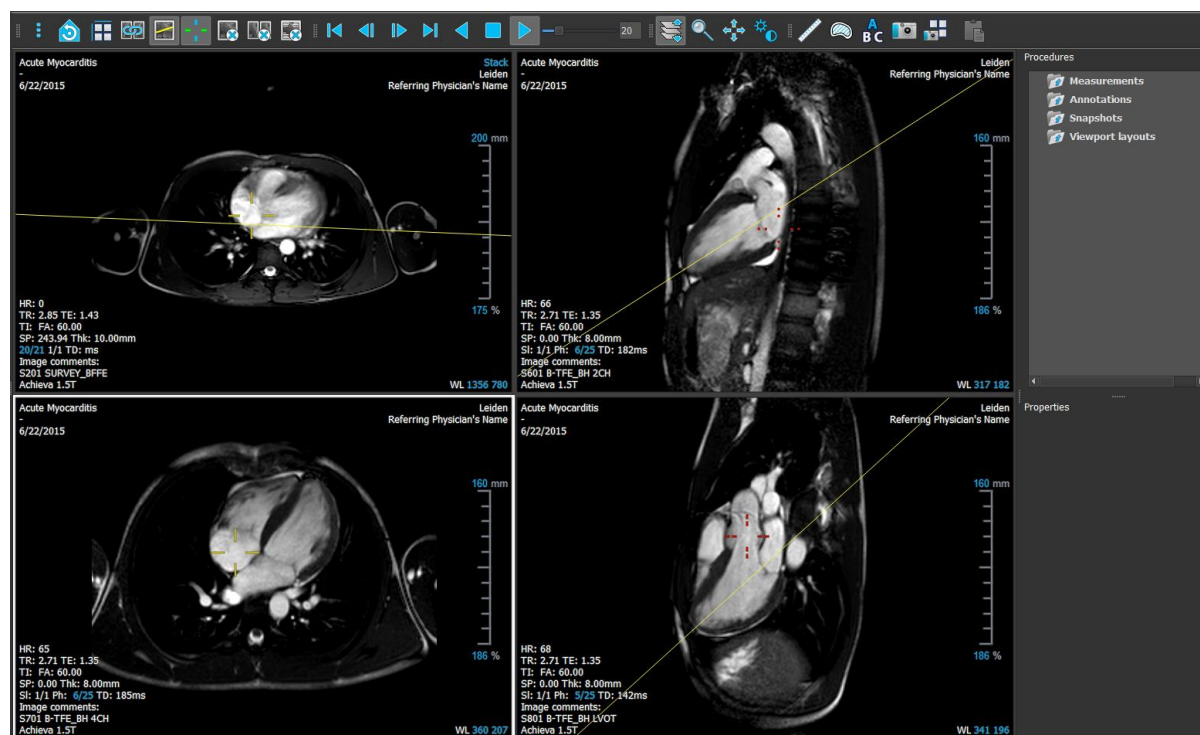 20
A
B C
Acute Myocarditis
-
6/22/2015
Stack
Leiden
Referring Physician's Name
200 mm
175 %
HR: 0
TR: 2.85 TE: 1.43
TI: FA: 60.00
SP: 243.94 Thk: 10.00mm
20/21 1/1 TD: ms
Image comments:
S201 SURVEY_BFFE
Achieva 1.5T
WL 1356 780
Acute Myocarditis
-
6/22/2015
Leiden
Referring Physician's Name
160 mm
186 %
HR: 66
TR: 2.71 TE: 1.35
TI: FA: 60.00
SP: 0.00 Thk: 8.00mm
Sl: 1/1 Ph: 6/25 TD: 182ms
Image comments:
S601 B-TFE_BH 2CH
Achieva 1.5T
WL 317 182
Procedures
Measurements
Annotations
Snapshots
Viewport layouts
Acute Myocarditis
-
6/22/2015
Leiden
Referring Physician's Name
160 mm
186 %
HR: 65
TR: 2.71 TE: 1.35
TI: FA: 60.00
SP: 0.00 Thk: 8.00mm
Sl: 1/1 Ph: 6/25 TD: 185ms
Image comments:
S701 B-TFE_BH 4CH
Achieva 1.5T
WL 360 207
Acute Myocarditis
-
6/22/2015
Leiden
Referring Physician's Name
160 mm
186 %
HR: 68
TR: 2.71 TE: 1.35
TI: FA: 60.00
SP: 0.00 Thk: 8.00mm
Sl: 1/1 Ph: 5/25 TD: 142ms
Image comments:
S801 B-TFE_BH LVOT
Achieva 1.5T
WL 341 196
Properties